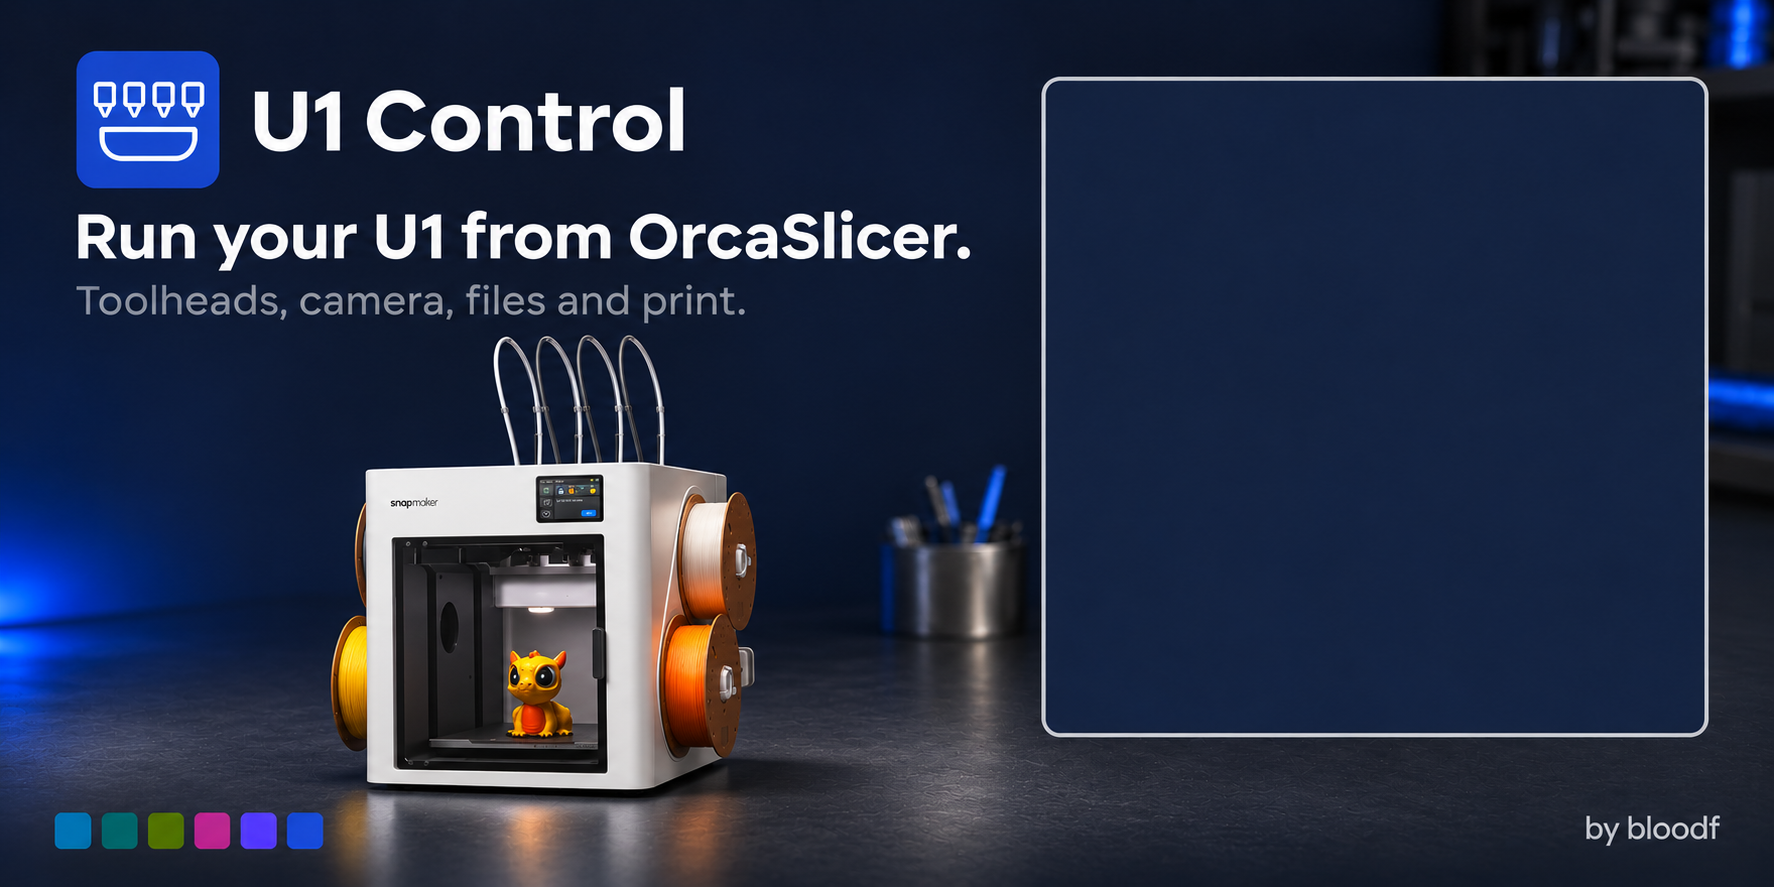 U1 Control
Run your U1 from OrcaSlicer.
Toolheads, camera, files and print.
snapmaker
by bloodf